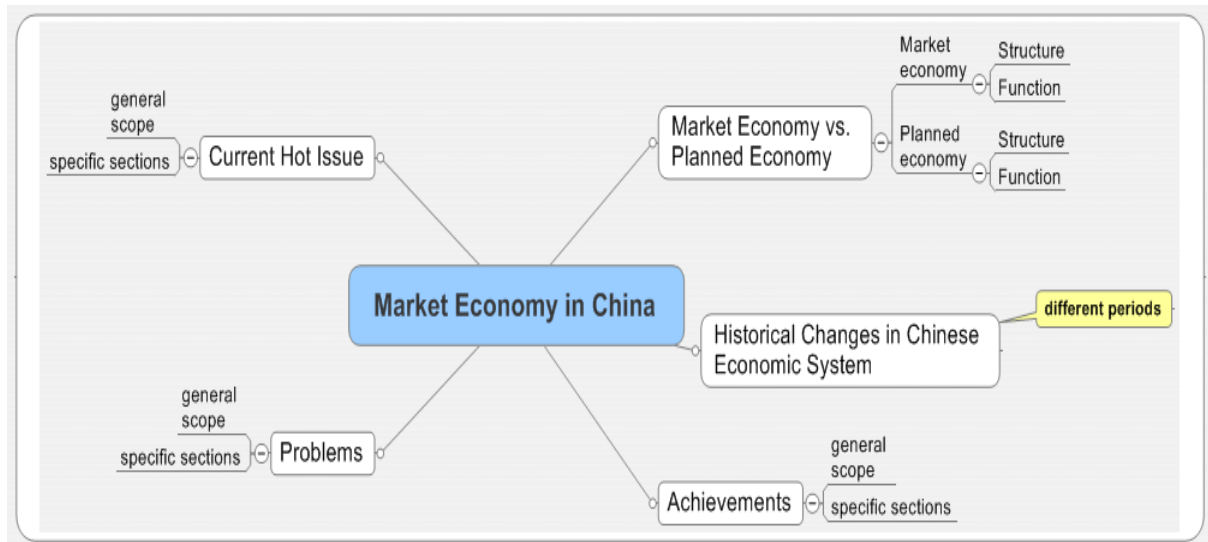 Market Economy in China
Market Economy vs.
Planned Economy
Market
economy
Structure
Function
Planned
economy
Structure
Function
Historical Changes in Chinese
Economic System
different periods
Achievements
general
scope
specific sections
Problems
general
scope
specific sections
Current Hot Issue
general
scope
specific sections